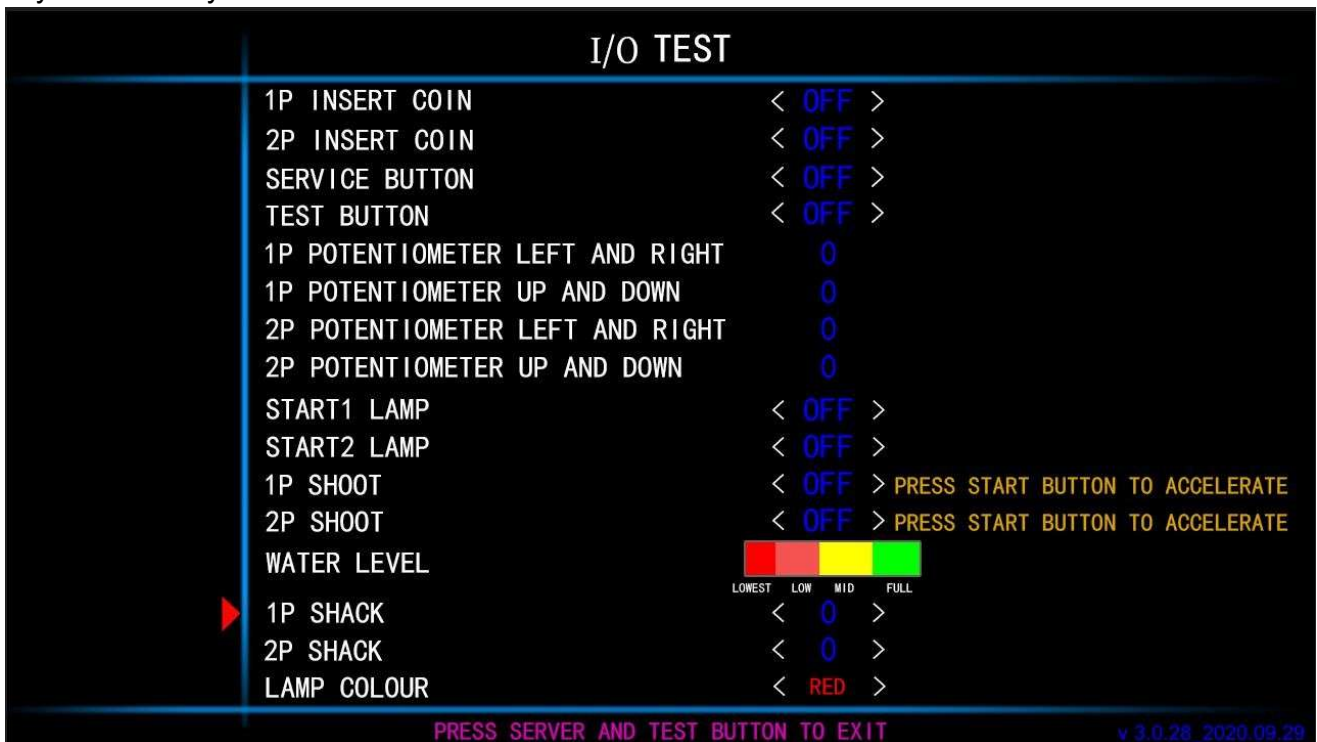 I/O TEST
1P INSERT COIN < OFF >
2P INSERT COIN < OFF >
SERVICE BUTTON < OFF >
TEST BUTTON < OFF >
1P POTENTIOMETER LEFT AND RIGHT 0
1P POTENTIOMETER UP AND DOWN 0
2P POTENTIOMETER LEFT AND RIGHT 0
2P POTENTIOMETER UP AND DOWN 0
START1 LAMP < OFF >
START2 LAMP < OFF >
1P SHOOT < OFF > PRESS START BUTTON TO ACCELERATE
2P SHOOT < OFF > PRESS START BUTTON TO ACCELERATE
WATER LEVEL
LOWEST LOW MID FULL
1P SHACK < 0 >
2P SHACK < 0 >
LAMP COLOUR < RED >
PRESS SERVER AND TEST BUTTON TO EXIT v 3.0.28 2020.09.29